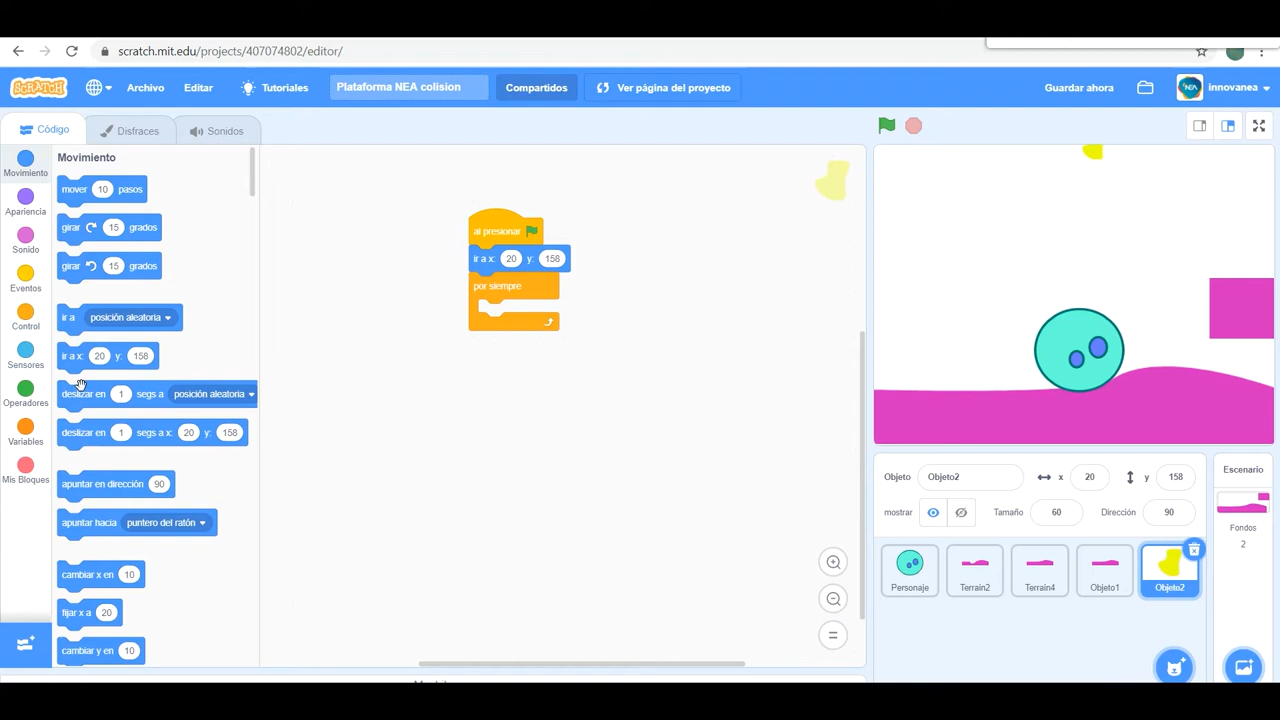 scratch.mit.edu/projects/407074802/editor/
SCRATCH Archivo Editar Tutoriales Plataforma NEA colision Compartidos Ver página del proyecto Guardar ahora NEA innovanea
Código Disfraces Sonidos
Movimiento
Apariencia
Sonido
Eventos
Control
Sensores
Operadores
Variables
Mis Bloques
Movimiento
mover 10 pasos
girar 15 grados
girar 15 grados
ir a posición aleatoria
ir a x: 20 y: 158
deslizar en 1 segs a posición aleatoria
deslizar en 1 segs a x: 20 y: 158
apuntar en dirección 90
apuntar hacia puntero del ratón
cambiar x en 10
fijar x a 20
cambiar y en 10
al presionar
ir a x: 20 y: 158
por siempre
Objeto Objeto2 x 20 y 158
mostrar Tamaño 60 Dirección 90
Personaje Terrain2 Terrain4 Objeto1 Objeto2
Escenario
Fondos
2